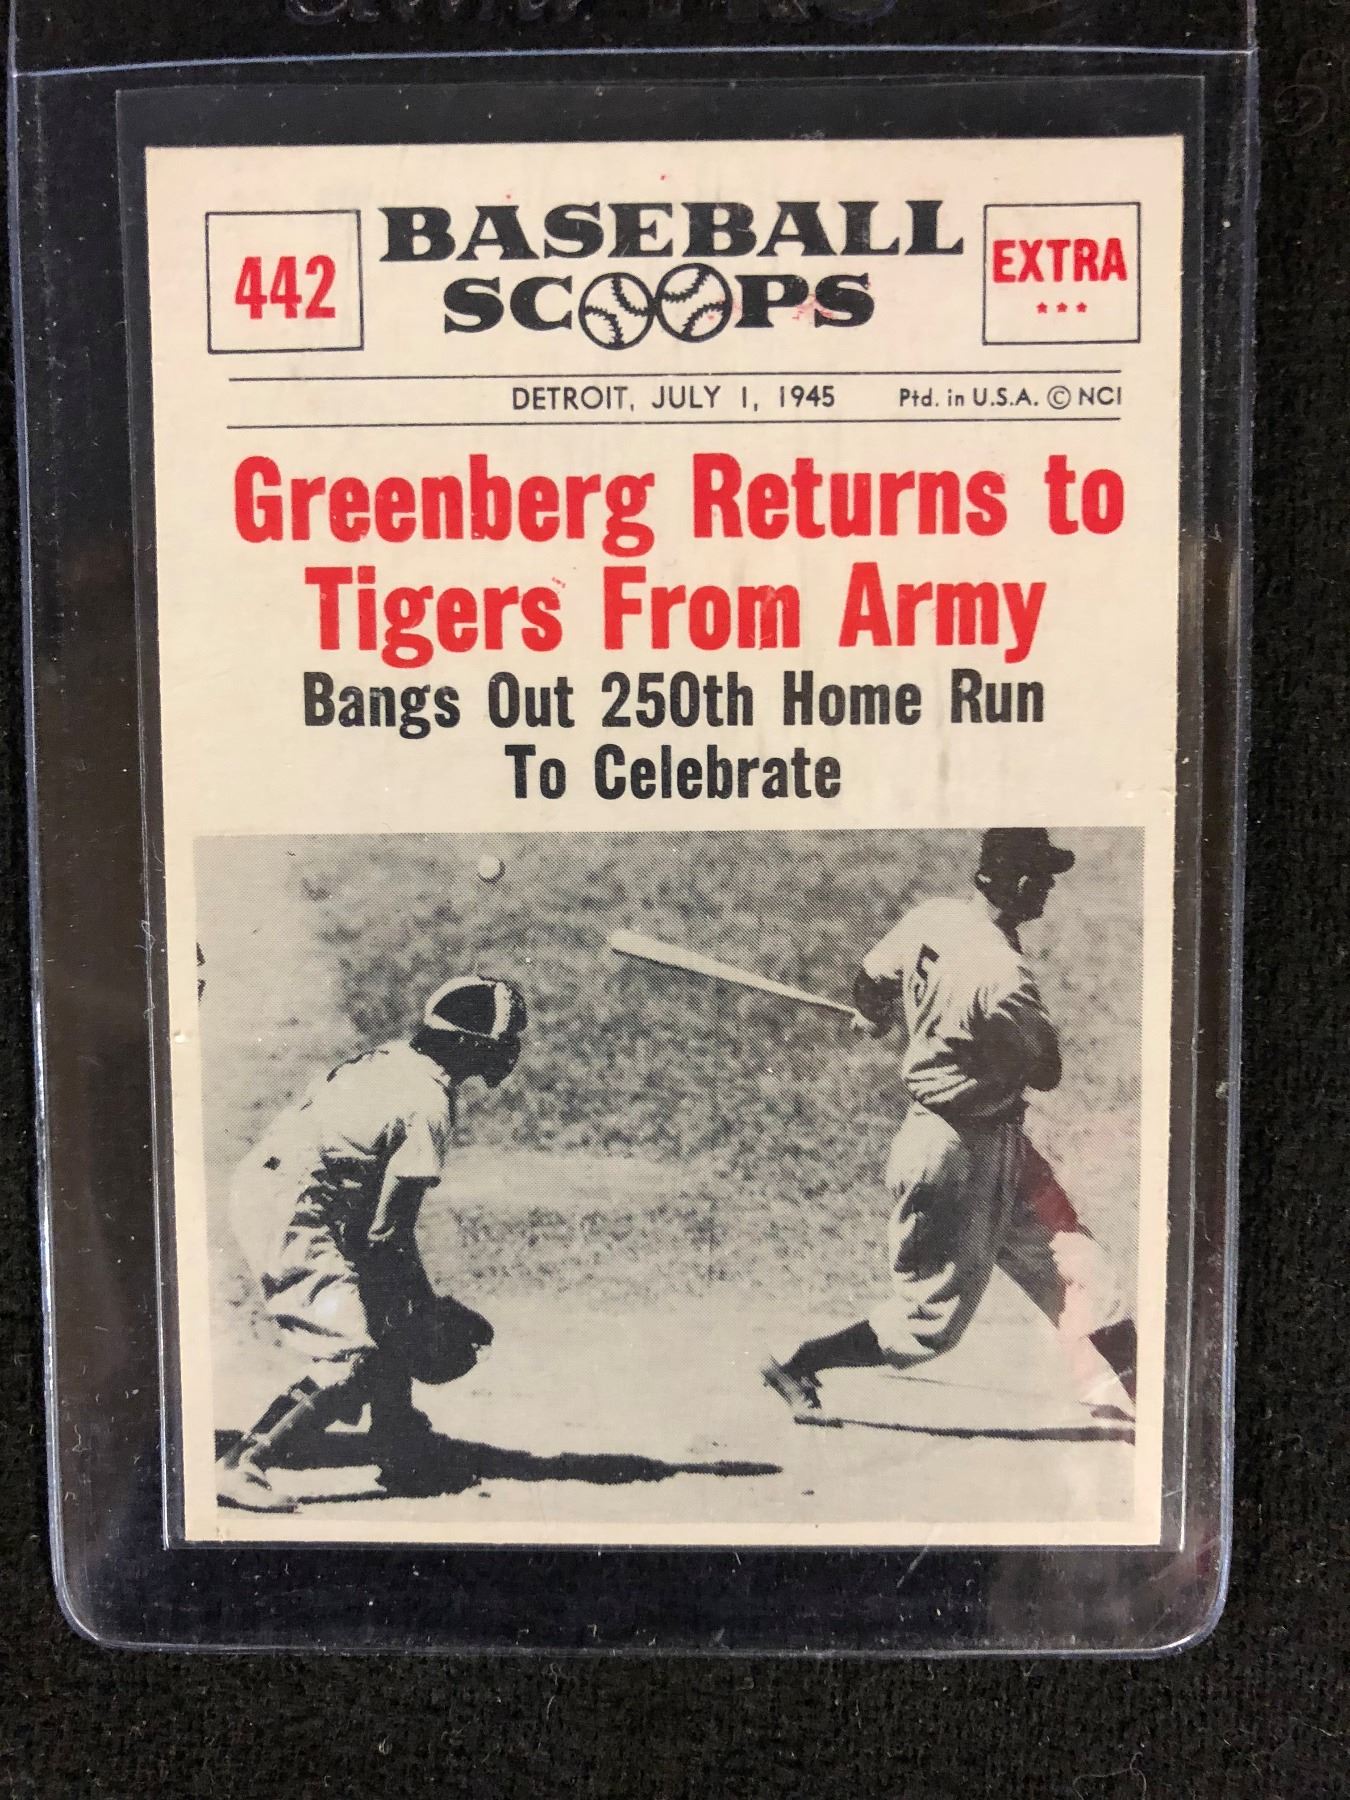 442
BASEBALL
SCOOPS
EXTRA
DETROIT, JULY 1, 1945 Ptd. in U.S.A. © NCI
Greenberg Returns to
Tigers From Army
Bangs Out 250th Home Run
To Celebrate
5